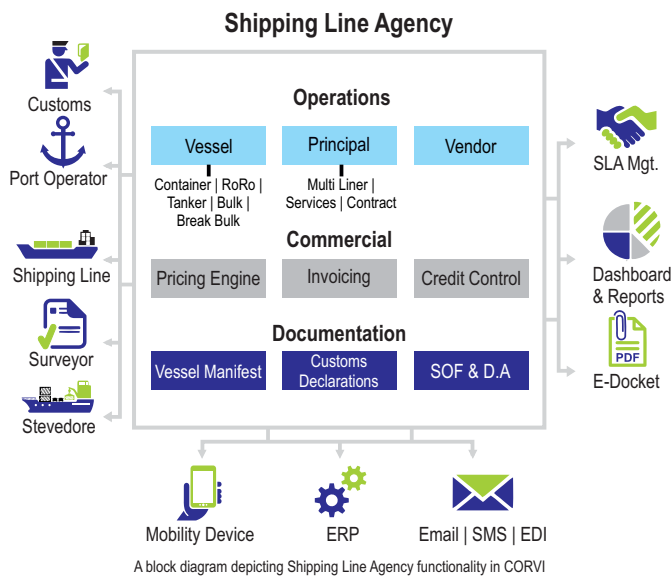 Shipping Line Agency
Customs
Port Operator
Shipping Line
Surveyor
Stevedore
Operations
Vessel
Principal
Vendor
Container | RoRo |
Tanker | Bulk |
Break Bulk
Multi Liner |
Services | Contract
Commercial
Pricing Engine
Invoicing
Credit Control
Documentation
Vessel Manifest
Customs
Declarations
SOF & D.A
SLA Mgt.
Dashboard
& Reports
PDF
E-Docket
Mobility Device
ERP
Email | SMS | EDI
A block diagram depicting Shipping Line Agency functionality in CORVI